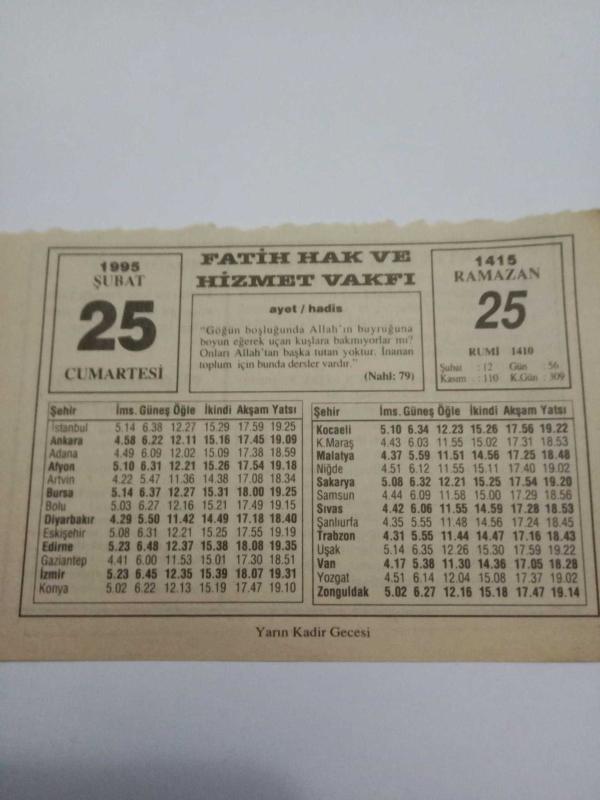 1995
ŞUBAT
25
CUMARTESİ
FATİH HAK VE
HİZMET VAKFI
ayet / hadis
"Göğün boşluğunda Allah'ın buyruğuna
boyun eğerek uçan kuşlara bakmıyorlar mı?
Onları Allah'tan başka tutan yoktur. İnanan
toplum için bunda dersler vardır."
(Nahl: 79)
1415
RAMAZAN
25
RUMİ 1410
Şubat : 12 Gün : 56
Kasım : 110 K.Gün : 309
Şehir İms. Güneş Öğle İkindi Akşam Yatsı
İstanbul 5.14 6.38 12.27 15.29 17.59 19.25
Ankara 4.58 6.22 12.11 15.16 17.45 19.09
Adana 4.49 6.09 12.02 15.09 17.38 18.59
Afyon 5.10 6.31 12.21 15.26 17.54 19.18
Artvin 4.22 5.47 11.36 14.38 17.08 18.34
Bursa 5.14 6.37 12.27 15.31 18.00 19.25
Bolu 5.03 6.27 12.16 15.21 17.49 19.15
Diyarbakır 4.29 5.50 11.42 14.49 17.18 18.40
Eskişehir 5.08 6.31 12.21 15.25 17.55 19.19
Edirne 5.23 6.48 12.37 15.38 18.08 19.35
Gaziantep 4.41 6.00 11.53 15.01 17.30 18.51
İzmir 5.23 6.45 12.35 15.39 18.07 19.31
Konya 5.02 6.22 12.13 15.19 17.47 19.10
Şehir İms. Güneş Öğle İkindi Akşam Yatsı
Kocaeli 5.10 6.34 12.23 15.26 17.56 19.22
K.Maraş 4.43 6.03 11.55 15.02 17.31 18.53
Malatya 4.37 5.59 11.51 14.56 17.25 18.48
Niğde 4.51 6.12 11.55 15.11 17.40 19.02
Sakarya 5.08 6.32 12.21 15.25 17.54 19.20
Samsun 4.44 6.09 11.58 15.00 17.29 18.56
Sıvas 4.42 6.06 11.55 14.59 17.28 18.53
Şanlıurfa 4.35 5.55 11.48 14.56 17.24 18.45
Trabzon 4.31 5.55 11.44 14.47 17.16 18.43
Uşak 5.14 6.35 12.26 15.30 17.59 19.22
Van 4.17 5.38 11.30 14.36 17.05 18.28
Yozgat 4.51 6.14 12.04 15.08 17.37 19.02
Zonguldak 5.02 6.27 12.16 15.18 17.47 19.14
Yarın Kadir Gecesi